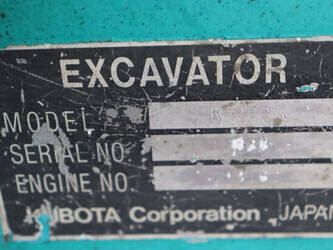 EXCAVATOR
MODEL
SERIAL NO.
ENGINE NO.
KUBOTA Corporation JAPAN